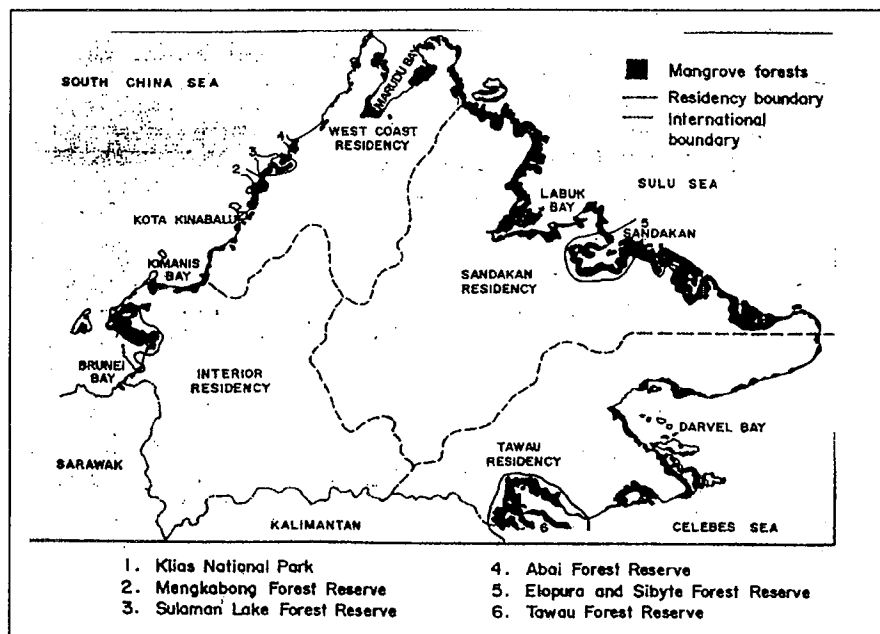 SOUTH CHINA SEA
MARUDU BAY
Mangrove forests
Residency boundary
International
boundary
WEST COAST
RESIDENCY
4
3
2
SULU SEA
LABUK
BAY
KOTA KINABALU
5
SANDAKAN
KIMANIS
BAY
SANDAKAN
RESIDENCY
BRUNEI
BAY
INTERIOR
RESIDENCY
DARVEL BAY
TAWAU
RESIDENCY
SARAWAK
KALIMANTAN
6
CELEBES SEA
1. Klias National Park
2. Mengkabong Forest Reserve
3. Sulaman Lake Forest Reserve
4. Abai Forest Reserve
5. Elopura and Sibyte Forest Reserve
6. Tawau Forest Reserve